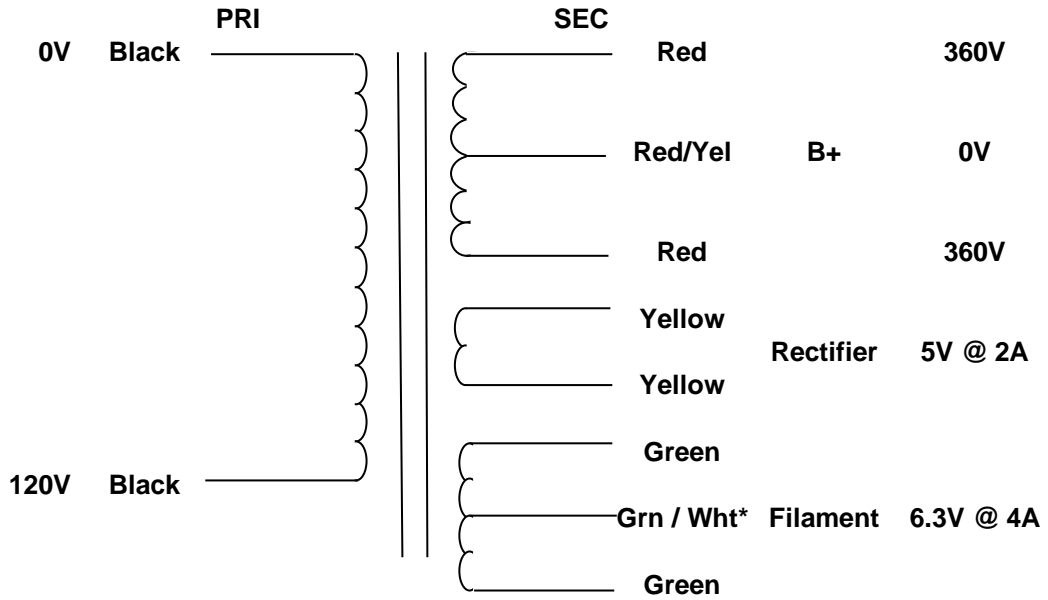 PRI SEC
0V Black Red 360V
Red/Yel B+ 0V
Red 360V
Yellow
Rectifier 5V @ 2A
Yellow
Green
120V Black
Grn / Wht* Filament 6.3V @ 4A
Green